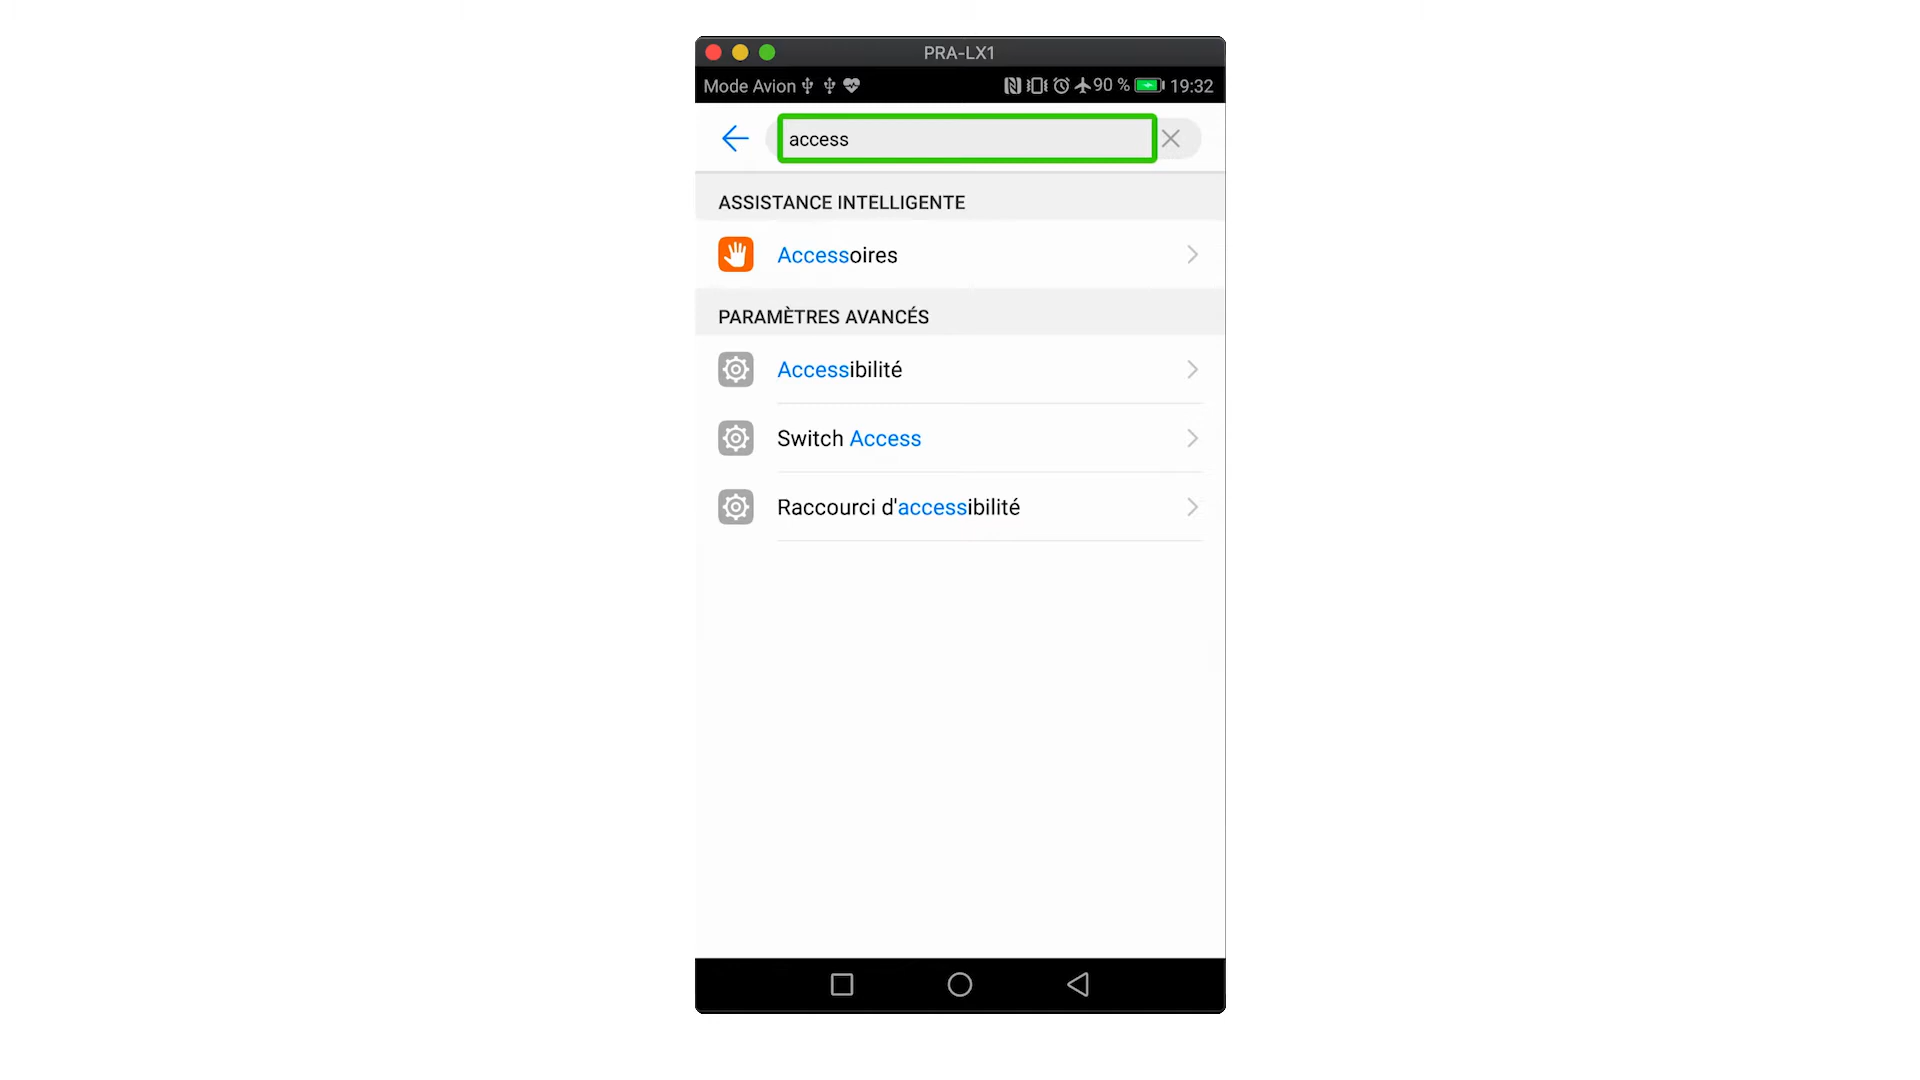 PRA-LX1
Mode Avion 90 % 19:32
access
ASSISTANCE INTELLIGENTE
Accessoires
PARAMÈTRES AVANCÉS
Accessibilité
Switch Access
Raccourci d'accessibilité